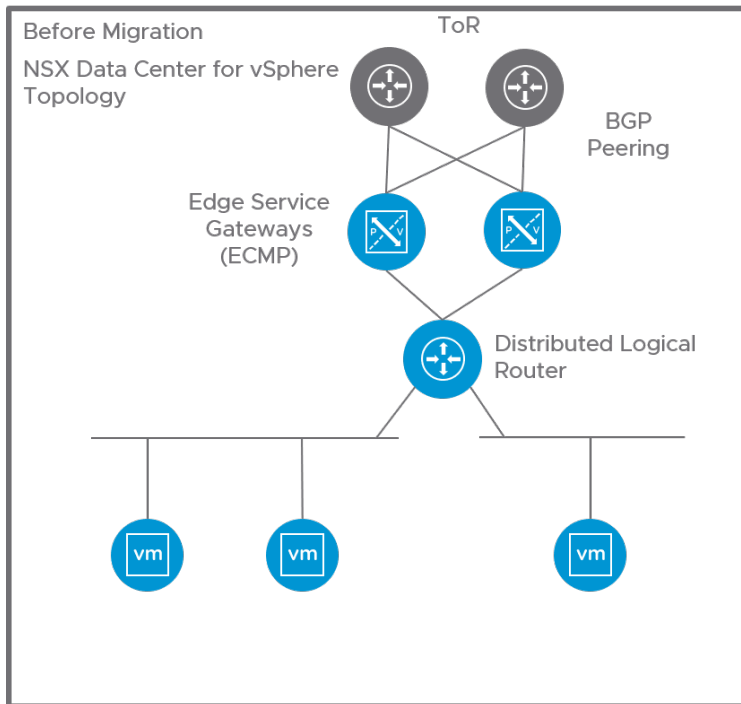 Before Migration
ToR
NSX Data Center for vSphere
Topology
BGP
Peering
Edge Service
Gateways
(ECMP)
P V
P V
Distributed Logical
Router
vm
vm
vm